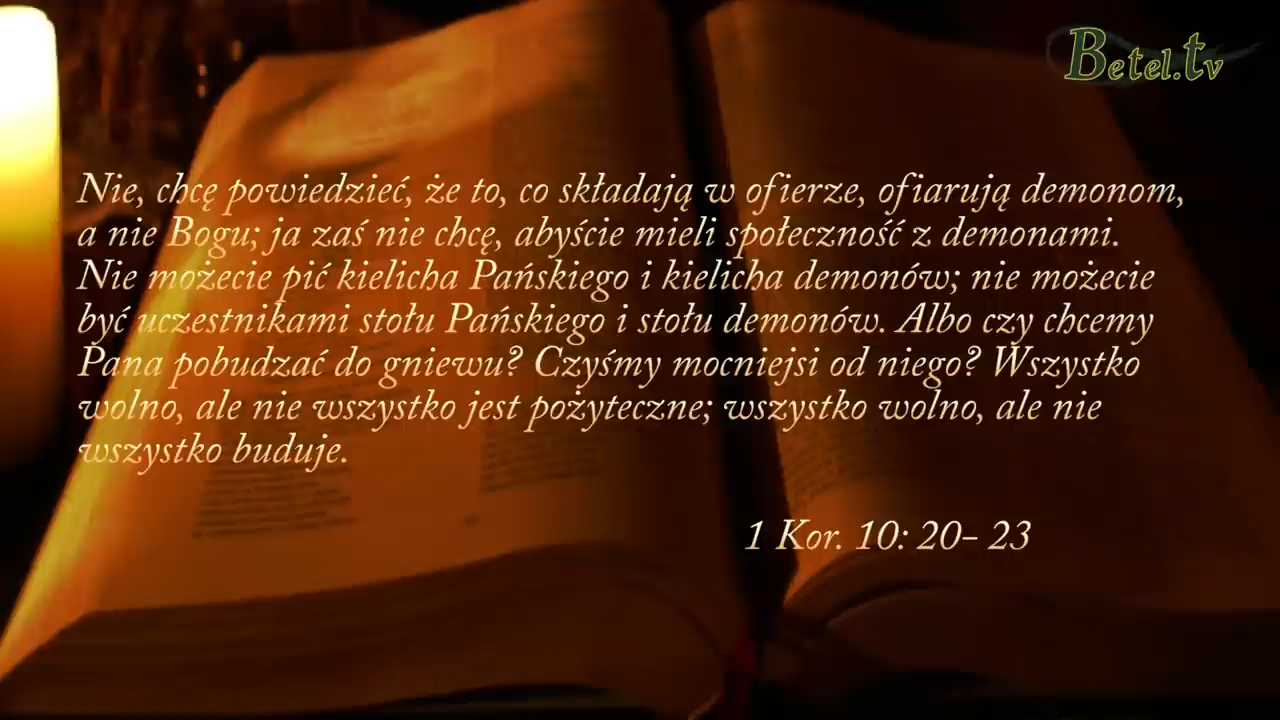 Betel.tv
Nie, chcę powiedzieć, że to, co składają w ofierze, ofiarują demonom,
a nie Bogu; ja zaś nie chcę, abyście mieli społeczność z demonami.
Nie możecie pić kielicha Pańskiego i kielicha demonów; nie możecie
być uczestnikami stołu Pańskiego i stołu demonów. Albo czy chcemy
Pana pobudzać do gniewu? Czyśmy mocniejsi od niego? Wszystko
wolno, ale nie wszystko jest pożyteczne; wszystko wolno, ale nie
wszystko buduje.
1 Kor. 10: 20- 23